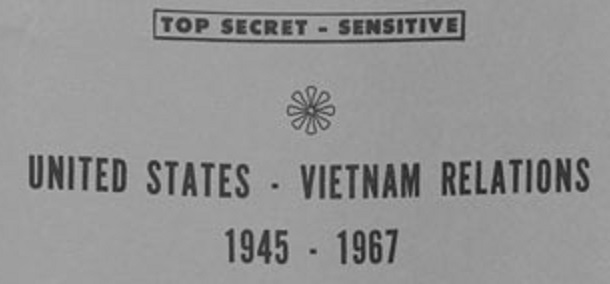 TOP SECRET - SENSITIVE
UNITED STATES - VIETNAM RELATIONS
1945 - 1967